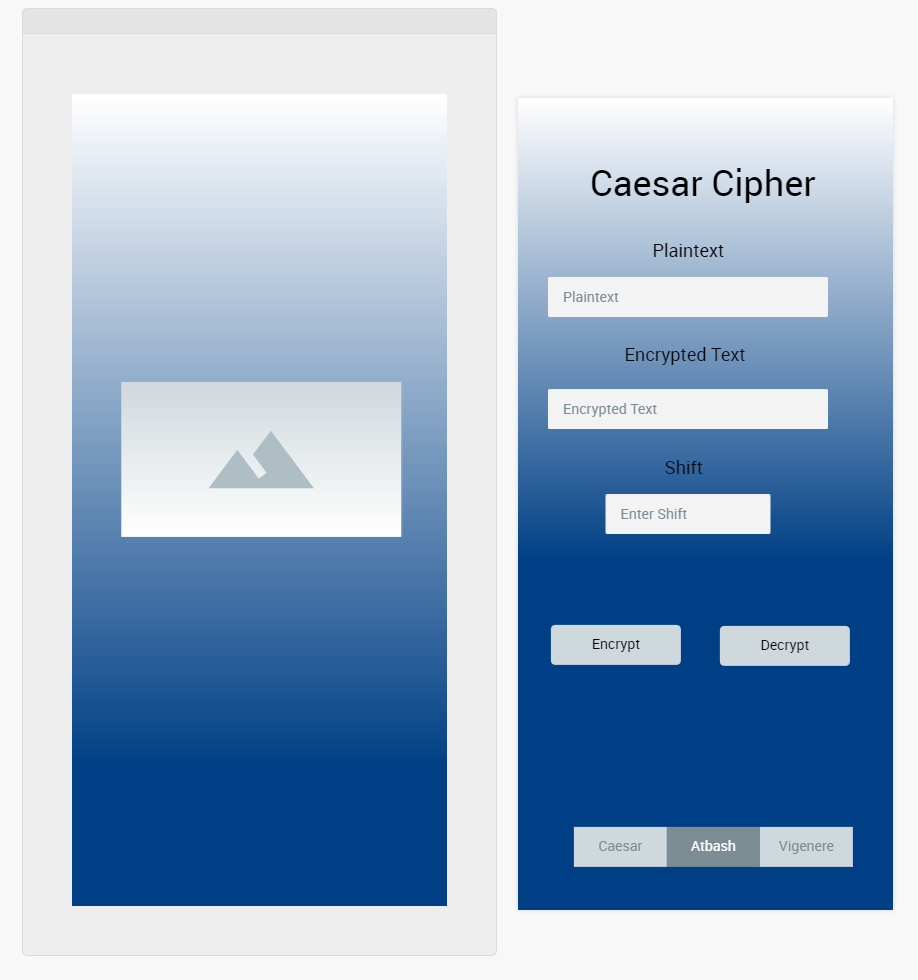 Caesar Cipher
Plaintext
Plaintext
Encrypted Text
Encrypted Text
Shift
Enter Shift
Encrypt Decrypt
Caesar Atbash Vigenere